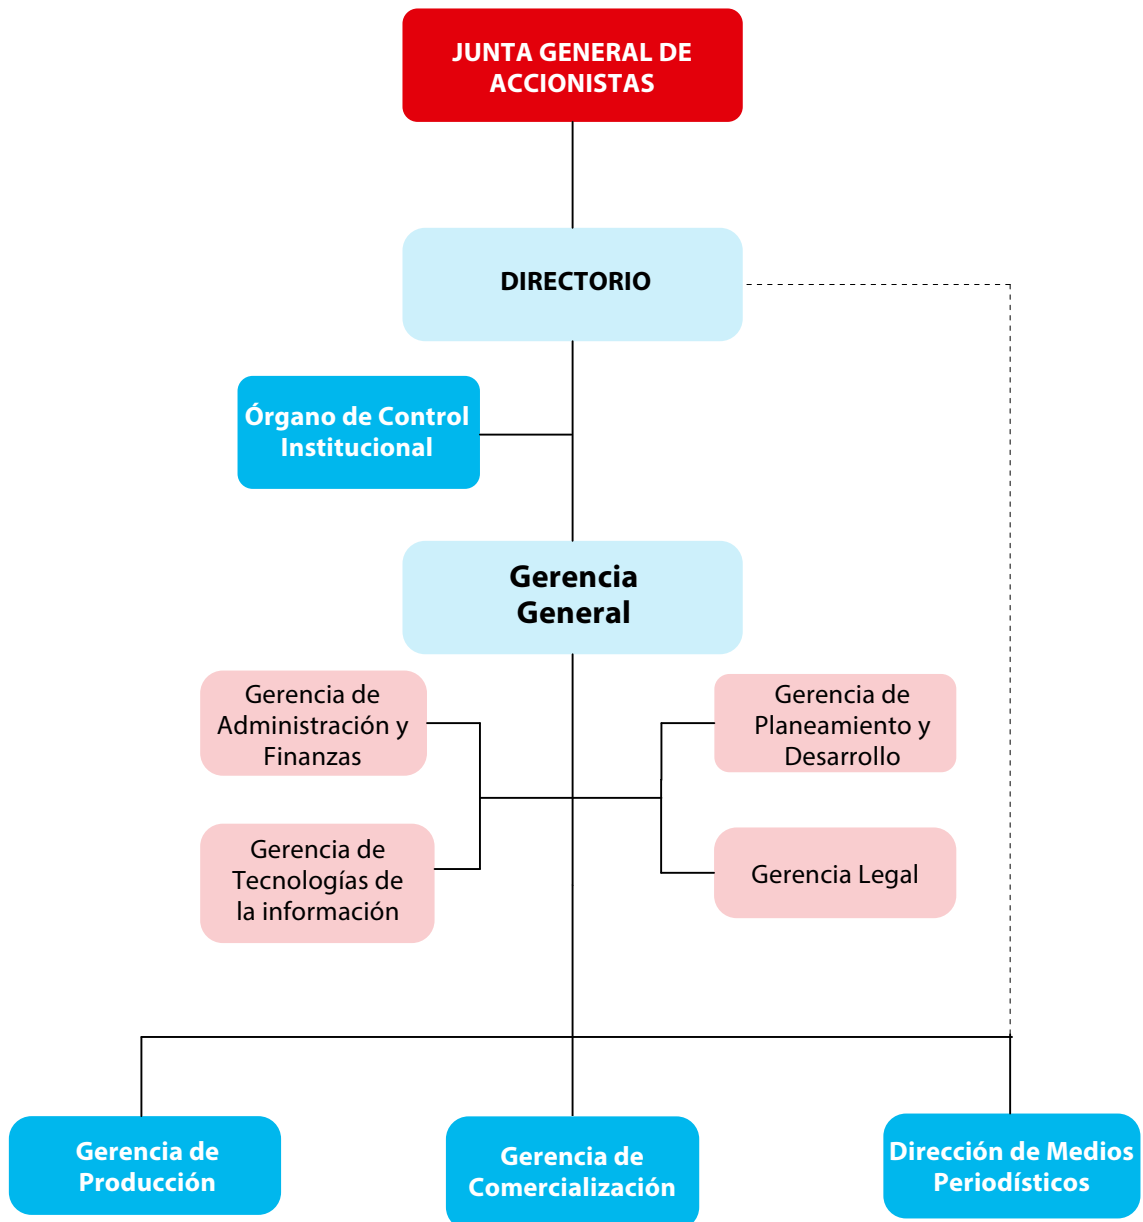 JUNTA GENERAL DE
ACCIONISTAS
DIRECTORIO
Órgano de Control
Institucional
Gerencia
General
Gerencia de
Administración y
Finanzas
Gerencia de
Planeamiento y
Desarrollo
Gerencia de
Tecnologías de
la información
Gerencia Legal
Gerencia de
Producción
Gerencia de
Comercialización
Dirección de Medios
Periodísticos